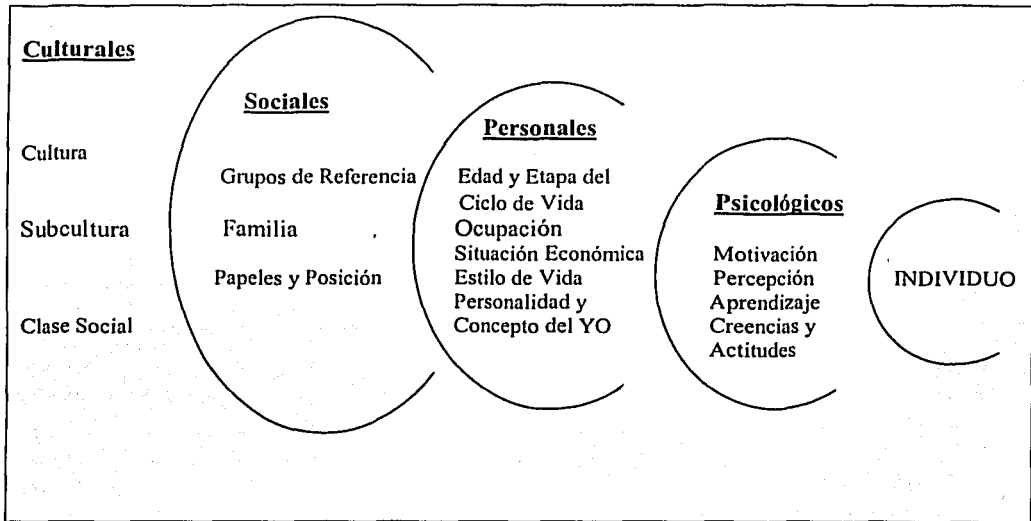 Culturales
Cultura
Subcultura
Clase Social
Sociales
Grupos de Referencia
Familia
Papeles y Posición
Personales
Edad y Etapa del
Ciclo de Vida
Ocupación
Situación Económica
Estilo de Vida
Personalidad y
Concepto del YO
Psicológicos
Motivación
Percepción
Aprendizaje
Creencias y
Actitudes
INDIVIDUO